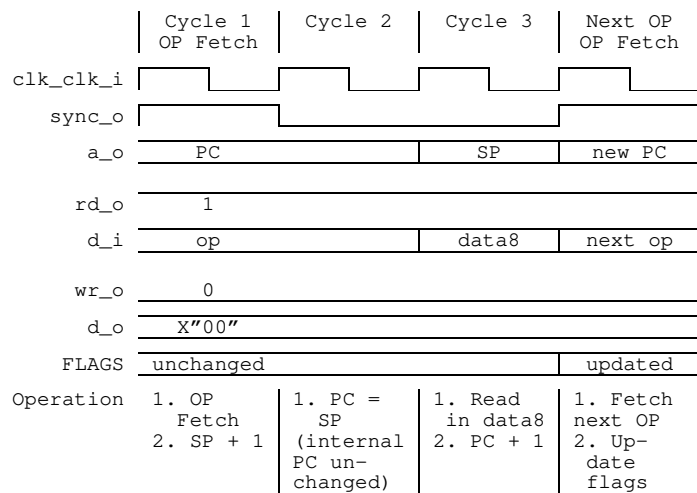 Cycle 1 Cycle 2 Cycle 3 Next OP
OP Fetch OP Fetch
clk_clk_i
sync_o
a_o PC SP new PC
rd_o 1
d_i op data8 next op
wr_o 0
d_o X"00"
FLAGS unchanged updated
Operation 1. OP 1. PC = 1. Read 1. Fetch
Fetch SP in data8 next OP
2. SP + 1 (internal 2. PC + 1 2. Up-
PC un- date
changed) flags